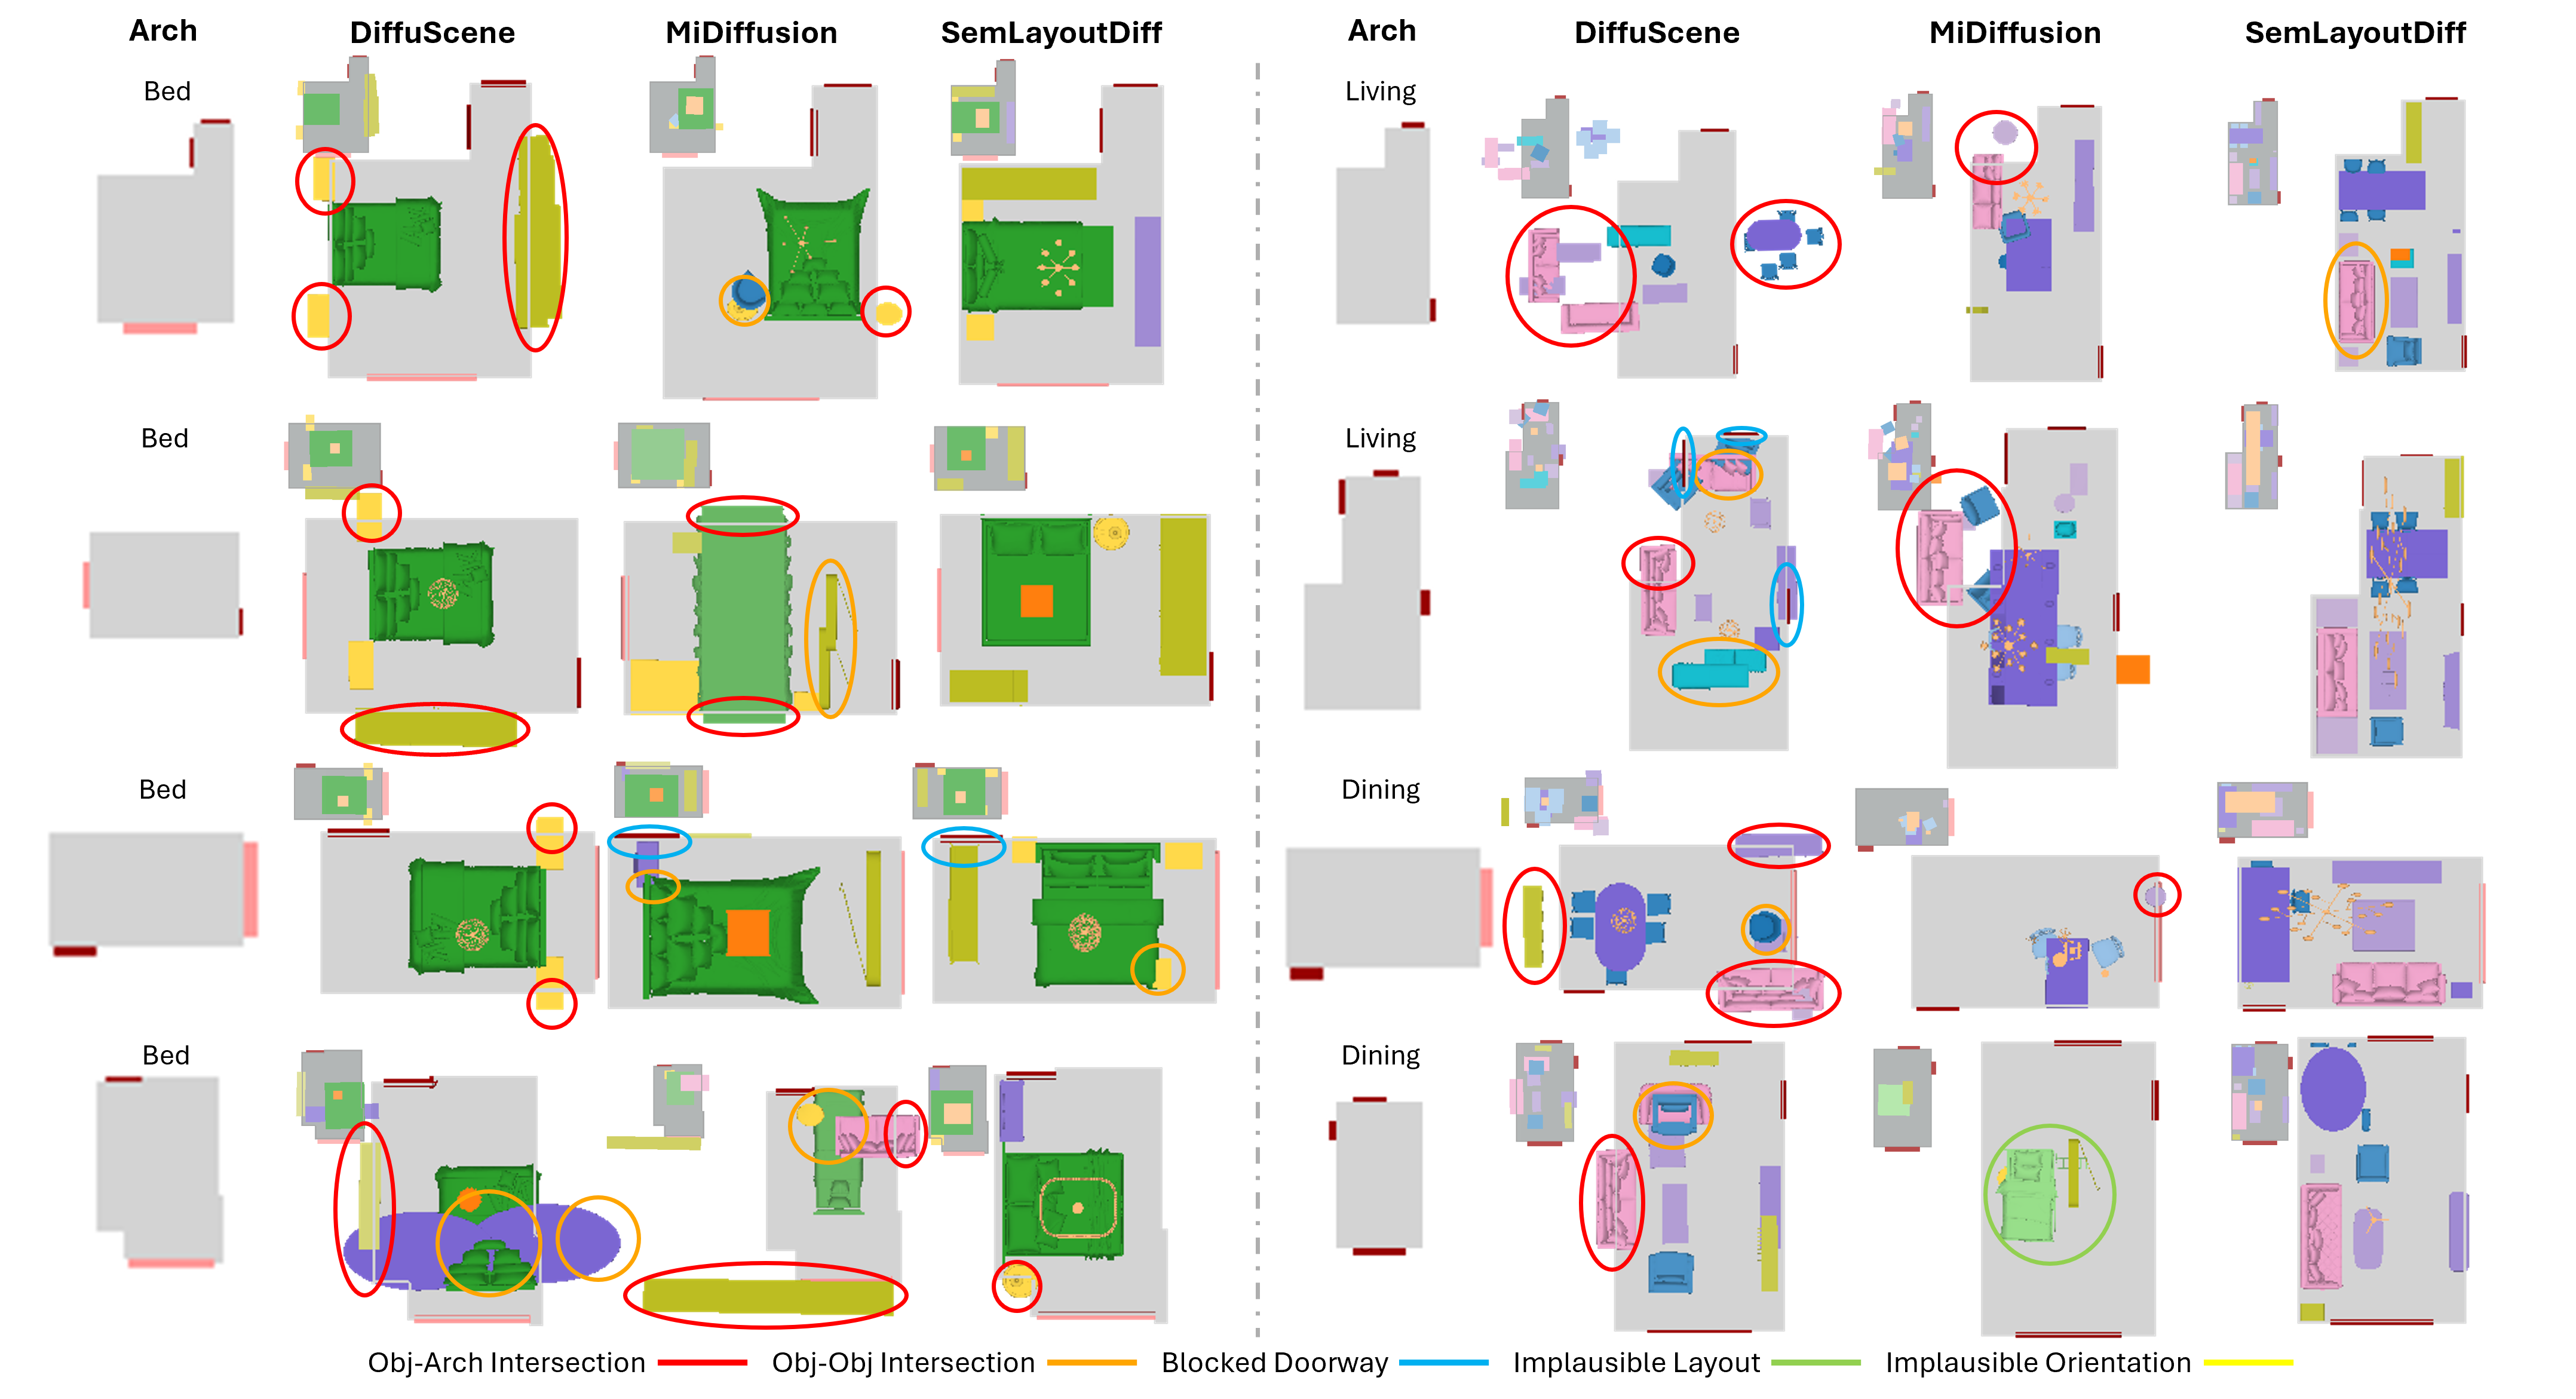 Arch DiffuScene MiDiffusion SemLayoutDiff Arch DiffuScene MiDiffusion SemLayoutDiff
Bed Living
Bed Living
Bed Dining
Bed Dining
Obj-Arch Intersection Obj-Obj Intersection Blocked Doorway Implausible Layout Implausible Orientation